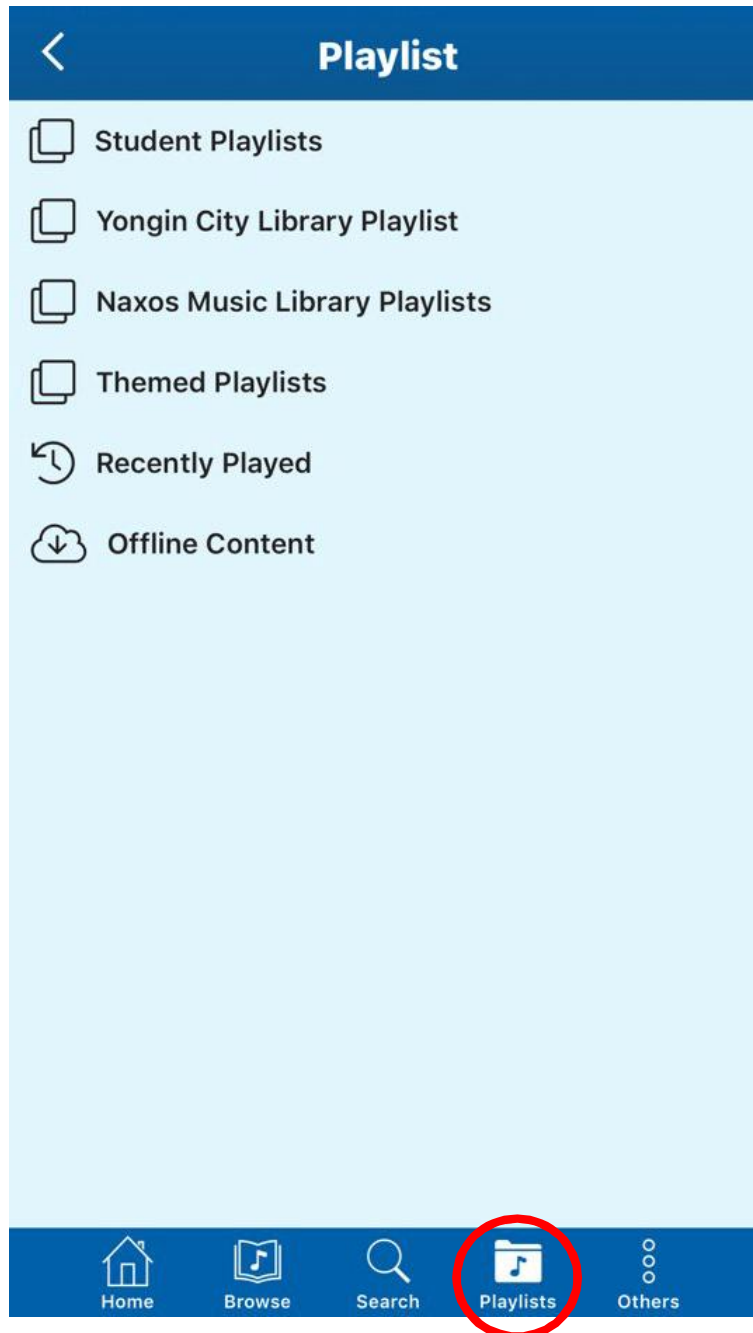 Playlist
Student Playlists
Yongin City Library Playlist
Naxos Music Library Playlists
Themed Playlists
Recently Played
Offline Content
Home Browse Search Playlists Others